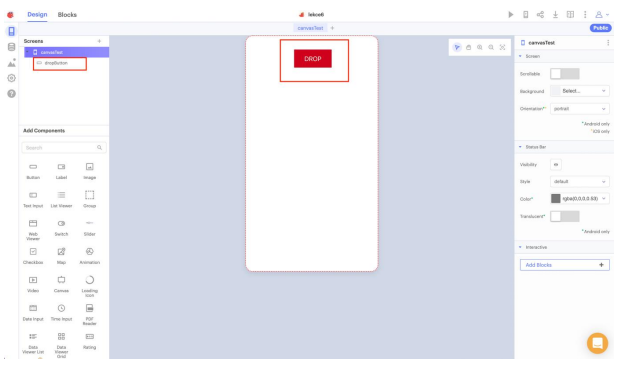 Design Blocks lekce6
canvasTest +
Public
Screens +
canvasTest
dropButton
DROP
Add Components
Search
Button Label Image
Text Input List Viewer Group
Web Viewer Switch Slider
Checkbox Map Animation
Video Canvas Loading Icon
Date Input Time Input PDF Reader
Data Viewer List Data Viewer Grid Rating
canvasTest
Screen
Scrollable
Background Select...
Orientation*˙ portrait
*Android only
˙iOS only
Status Bar
Visibility
Style default
Color* rgba(0,0,0,0.53)
Translucent*
*Android only
Interactive
Add Blocks +